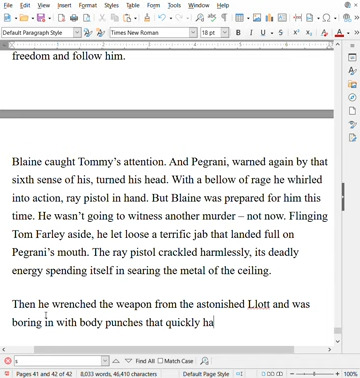 File Edit View Insert Format Styles Table Form Tools Window Help
Default Paragraph Style Times New Roman 18 pt
freedom and follow him.
Blaine caught Tommy’s attention. And Pegrani, warned again by that
sixth sense of his, turned his head. With a bellow of rage he whirled
into action, ray pistol in hand. But Blaine was prepared for him this
time. He wasn’t going to witness another murder – not now. Flinging
Tom Farley aside, he let loose a terrific jab that landed full on
Pegrani’s mouth. The ray pistol crackled harmlessly, its deadly
energy spending itself in searing the metal of the ceiling.
Then he wrenched the weapon from the astonished Llott and was
boring in with body punches that quickly ha
s Find All Match Case
Pages 41 and 42 of 42 8,033 words, 46,410 characters Default Page Style 100%